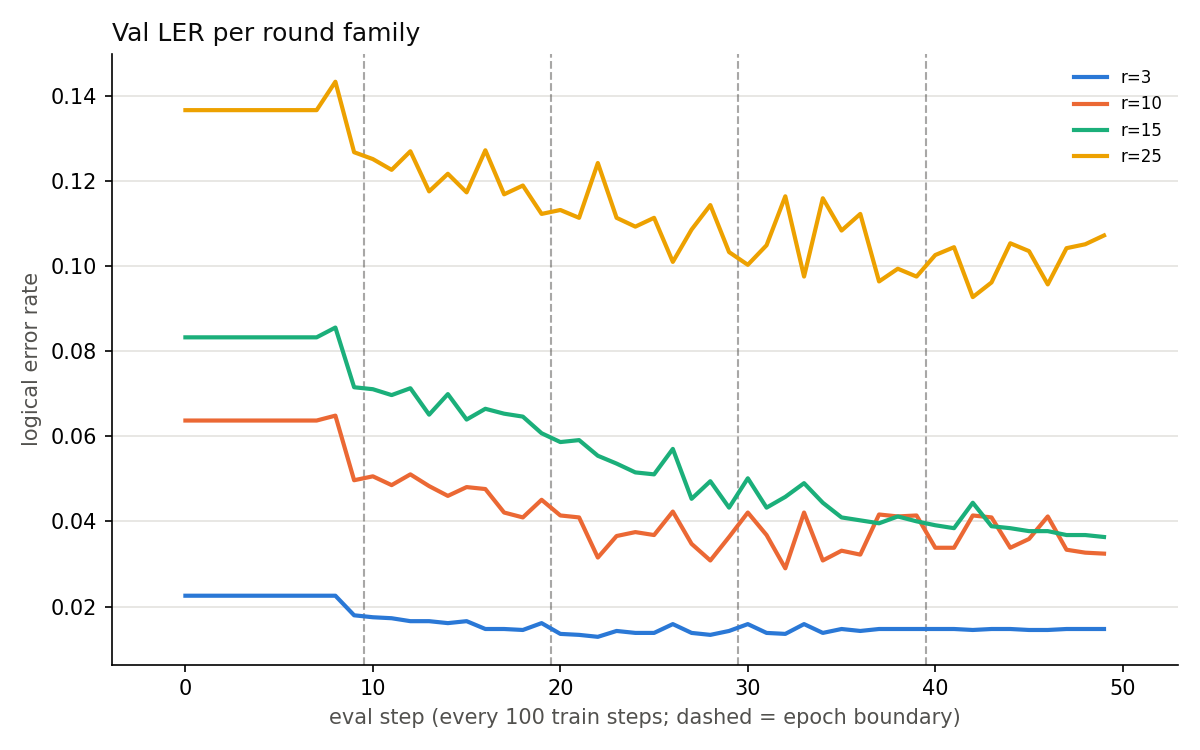 Val LER per round family
r=3
r=10
r=15
r=25
0.14
0.12
0.10
0.08
0.06
0.04
0.02
logical error rate
0 10 20 30 40 50
eval step (every 100 train steps; dashed = epoch boundary)